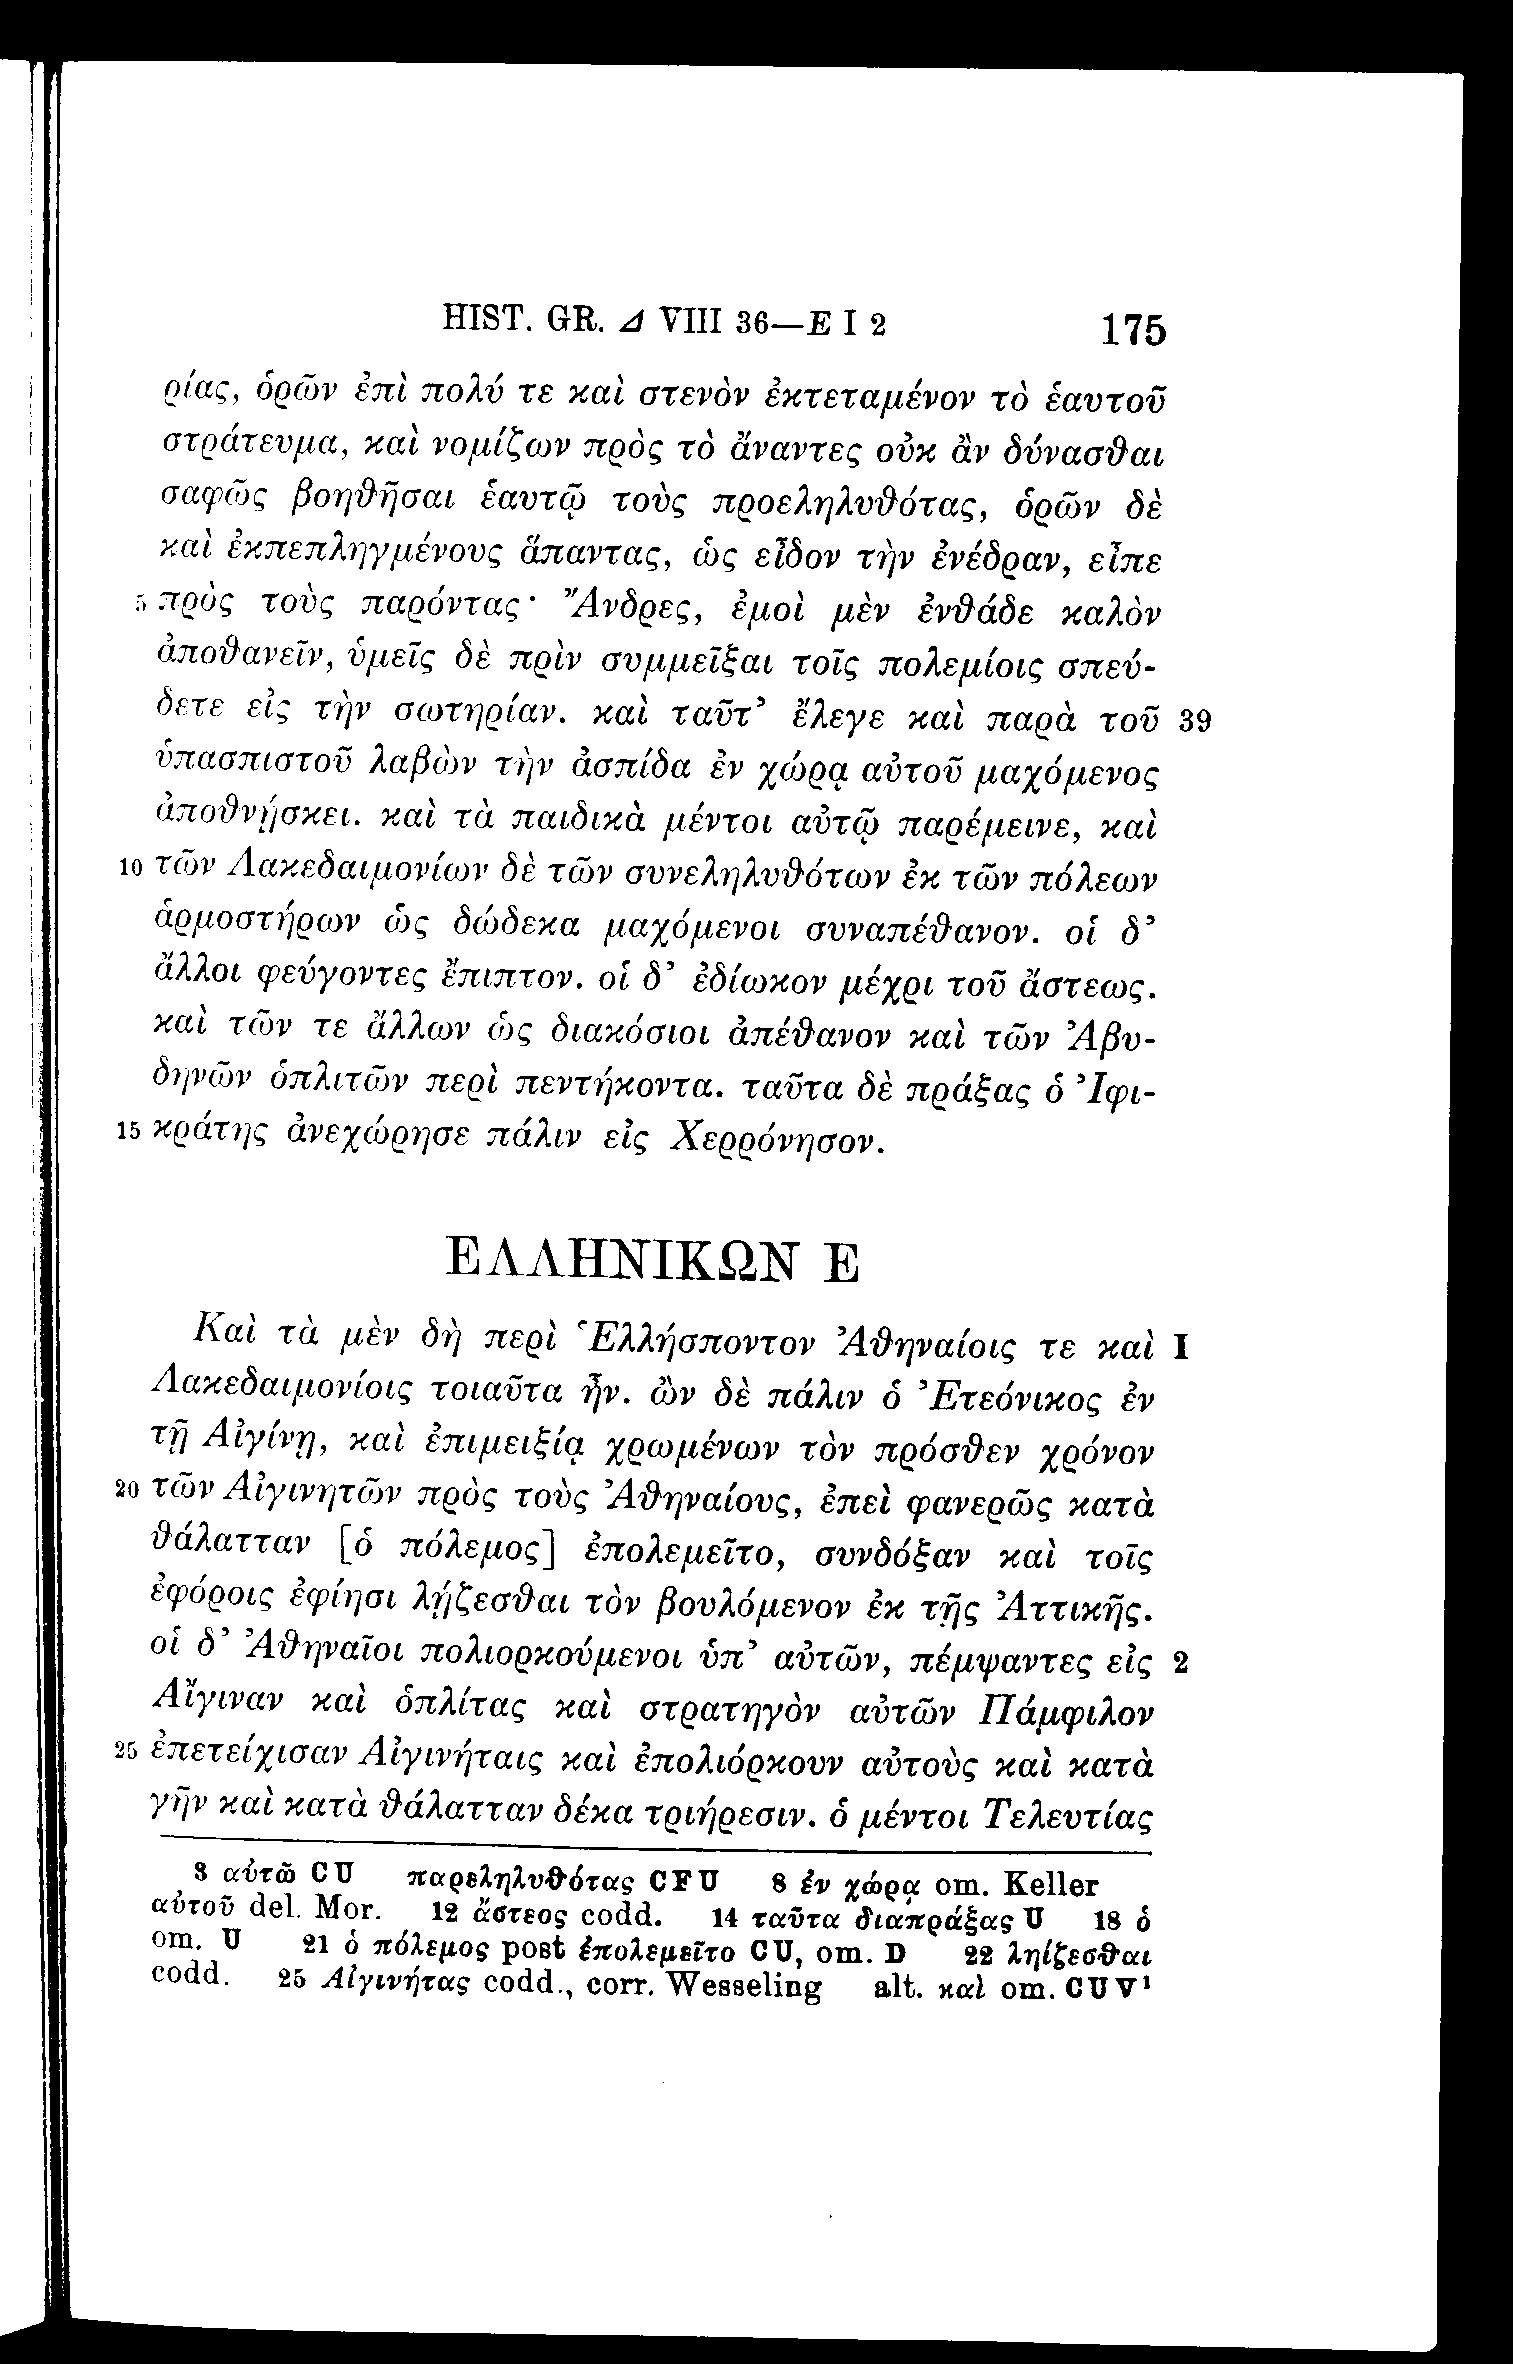 HIST. GR. Δ VIII 36—E I 2 175
ρίας, ὁρῶν ἐπὶ πολύ τε καὶ στενὸν ἐκτεταμένον τὸ ἑαυτοῦ
στράτευμα, καὶ νομίζων πρὸς τὸ ἄναντες οὐκ ἂν δύνασθαι
σαφῶς βοηθῆσαι ἑαυτῷ τοὺς προεληλυθότας, ὁρῶν δὲ
καὶ ἐκπεπληγμένους ἅπαντας, ὡς εἶδον τὴν ἐνέδραν, εἶπε
5 πρὸς τοὺς παρόντας· Ἄνδρες, ἐμοὶ μὲν ἐνθάδε καλὸν
ἀποθανεῖν, ὑμεῖς δὲ πρὶν συμμεῖξαι τοῖς πολεμίοις σπεύ-
δετε εἰς τὴν σωτηρίαν. καὶ ταῦτ’ ἔλεγε καὶ παρὰ τοῦ 39
ὑπασπιστοῦ λαβὼν τὴν ἀσπίδα ἐν χώρᾳ αὐτοῦ μαχόμενος
ἀποθνῄσκει. καὶ τὰ παιδικὰ μέντοι αὐτῷ παρέμεινε, καὶ
10 τῶν Λακεδαιμονίων δὲ τῶν συνεληλυθότων ἐκ τῶν πόλεων
ἁρμοστήρων ὡς δώδεκα μαχόμενοι συναπέθανον. οἱ δ’
ἄλλοι φεύγοντες ἔπιπτον. οἱ δ’ ἐδίωκον μέχρι τοῦ ἄστεως.
καὶ τῶν τε ἄλλων ὡς διακόσιοι ἀπέθανον καὶ τῶν Ἀβυ-
δηνῶν ὁπλιτῶν περὶ πεντήκοντα. ταῦτα δὲ πράξας ὁ Ἰφι-
15 κράτης ἀνεχώρησε πάλιν εἰς Χερρόνησον.
ΕΛΛΗΝΙΚΩΝ Ε
Καὶ τὰ μὲν δὴ περὶ Ἑλλήσποντον Ἀθηναίοις τε καὶ I
Λακεδαιμονίοις τοιαῦτα ἦν. ὢν δὲ πάλιν ὁ Ἐτεόνικος ἐν
τῇ Αἰγίνῃ, καὶ ἐπιμειξίᾳ χρωμένων τὸν πρόσθεν χρόνον
20 τῶν Αἰγινητῶν πρὸς τοὺς Ἀθηναίους, ἐπεὶ φανερῶς κατὰ
θάλατταν [ὁ πόλεμος] ἐπολεμεῖτο, συνδόξαν καὶ τοῖς
ἐφόροις ἐφίησι λῄζεσθαι τὸν βουλόμενον ἐκ τῆς Ἀττικῆς.
οἱ δ’ Ἀθηναῖοι πολιορκούμενοι ὑπ’ αὐτῶν, πέμψαντες εἰς 2
Αἴγιναν καὶ ὁπλίτας καὶ στρατηγὸν αὐτῶν Πάμφιλον
25 ἐπετείχισαν Αἰγινήταις καὶ ἐπολιόρκουν αὐτοὺς καὶ κατὰ
γῆν καὶ κατὰ θάλατταν δέκα τριήρεσιν. ὁ μέντοι Τελευτίας
3 αὑτῶ CU παρεληλυθότας CFU 8 ἐν χώρᾳ om. Keller
αὐτοῦ del. Mor. 12 ἄστεος codd. 14 ταῦτα διαπράξας U 18 ὁ
om. U 21 ὁ πόλεμος post ἐπολεμεῖτο CU, om. D 22 ληίζεσθαι
codd. 25 Αἰγινήτας codd., corr. Wesseling alt. καὶ om. CUV¹